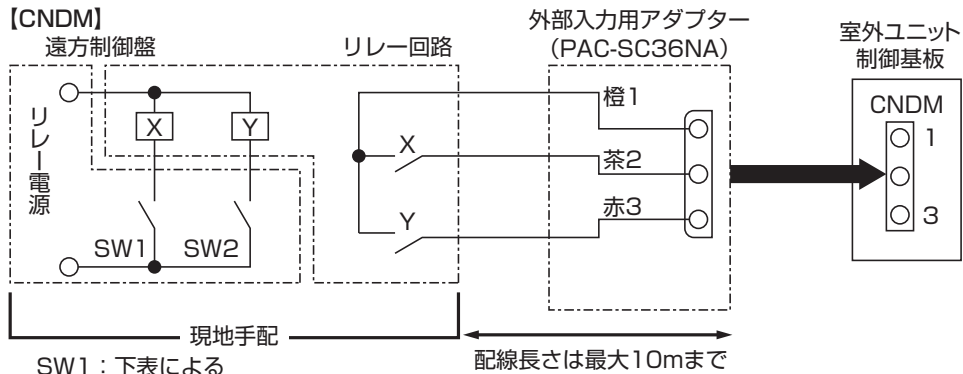 【CNDM】
遠方制御盤
リレー回路
外部入力用アダプター
（PAC-SC36NA）
室外ユニット
制御基板
リレー電源
X
Y
SW1
SW2
X
Y
橙1
茶2
赤3
CNDM
1
3
現地手配
配線長さは最大10mまで
SW1：下表による